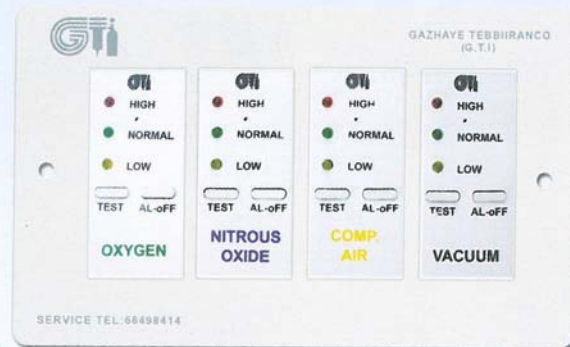 GTi
GAZHAYE TEBBIIRANCO
(G.T.I)
GTi
HIGH
NORMAL
LOW
TEST AL-oFF
OXYGEN
GTi
HIGH
NORMAL
LOW
TEST AL-oFF
NITROUS
OXIDE
GTi
HIGH
NORMAL
LOW
TEST AL-oFF
COMP.
AIR
GTi
HIGH
NORMAL
LOW
TEST AL-oFF
VACUUM
SERVICE TEL:66498414